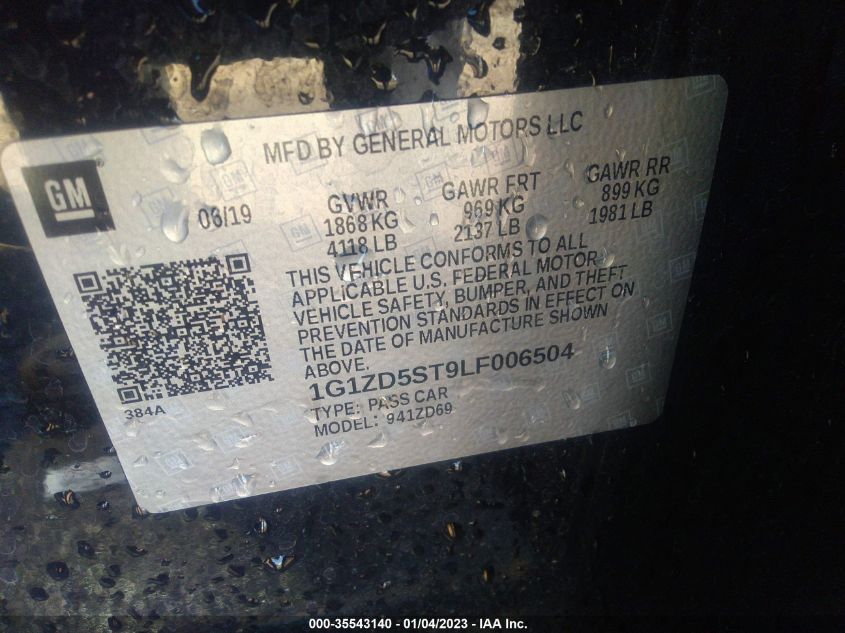 MFD BY GENERAL MOTORS LLC
GM
06/19
GVWR
1868 KG
4118 LB
GAWR FRT
969 KG
2137 LB
GAWR RR
899 KG
1981 LB
THIS VEHICLE CONFORMS TO ALL
APPLICABLE U.S. FEDERAL MOTOR
VEHICLE SAFETY, BUMPER, AND THEFT
PREVENTION STANDARDS IN EFFECT ON
THE DATE OF MANUFACTURE SHOWN
ABOVE.
1G1ZD5ST9LF006504
TYPE: PASS CAR
MODEL: 941ZD69
384A
000-35543140 - 01/04/2023 - IAA Inc.